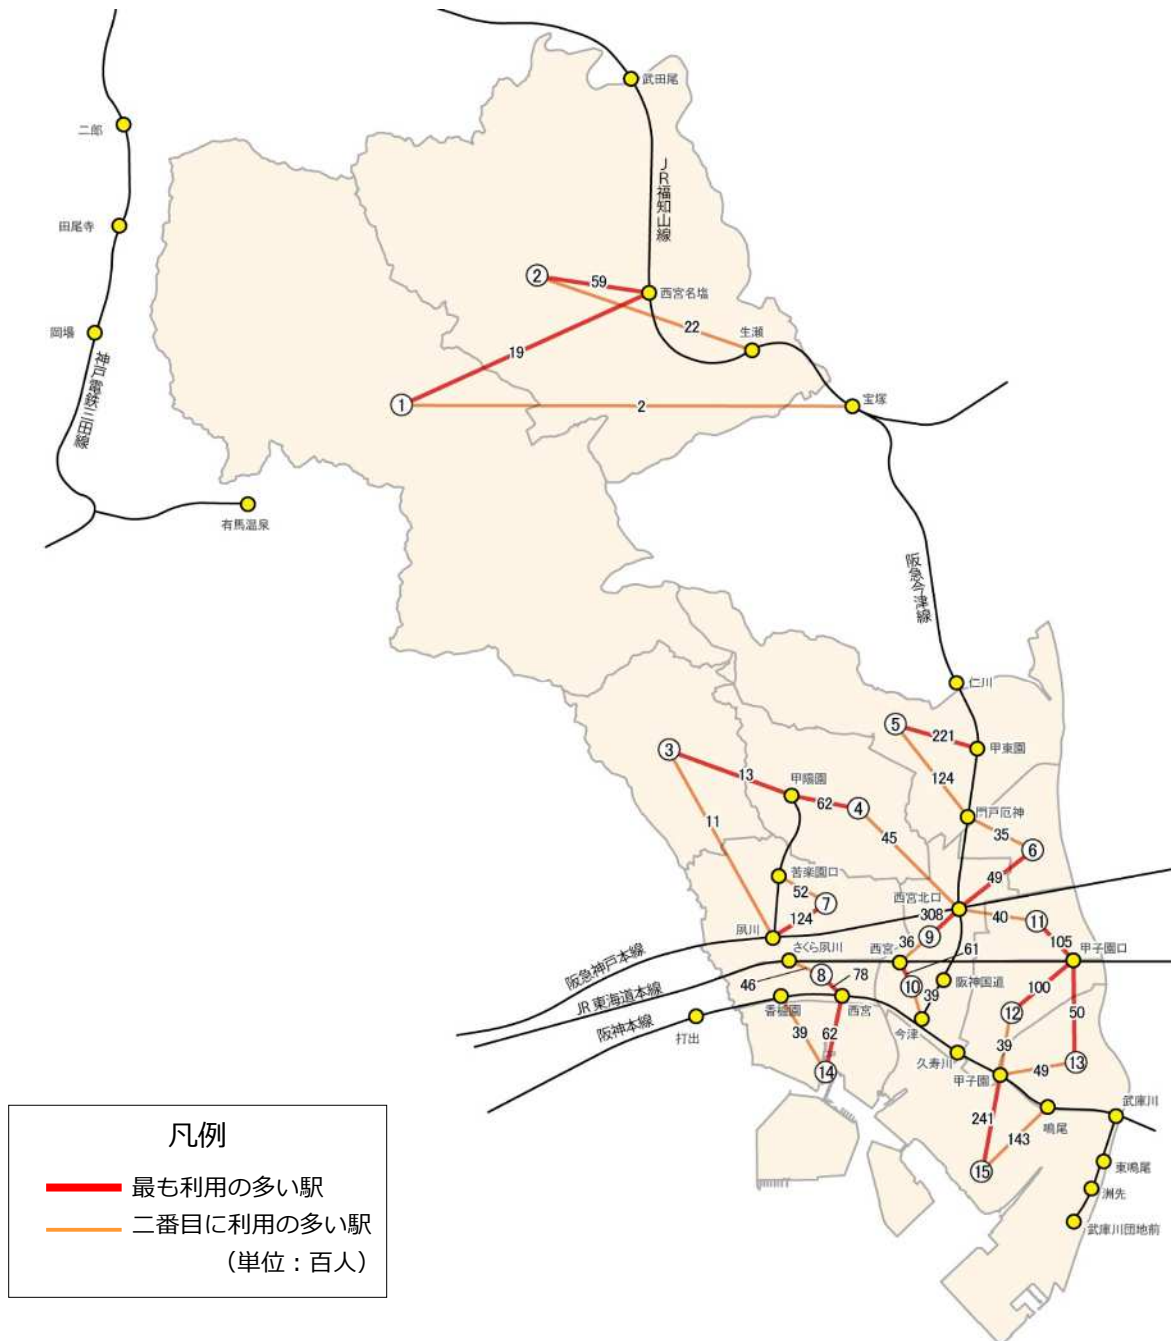 武田尾
二郎
JR福知山線
田尾寺
② 59
西宮名塩
22
生瀬
岡場
19
神戸電鉄三田線
① 2
宝塚
有馬温泉
阪急今津線
仁川
⑤ 221
甲東園
③ 13
甲陽園
124
62 ④
門戸厄神
11
45
35
⑥
苦楽園口
49
52
西宮北口
⑦
124
308
40 ⑪
夙川
⑨
105
甲子園口
さくら夙川
西宮
36
61
阪急神戸本線
⑧ 78
46
⑩
阪神国道
100
JR東海道本線
香櫨園
西宮
39
⑫
50
阪神本線
打出
39
62
今津
39
久寿川
⑬
⑭
甲子園
49
武庫川
241
鳴尾
143
⑮
東鳴尾
洲先
武庫川団地前
凡例
最も利用の多い駅
二番目に利用の多い駅
（単位：百人）